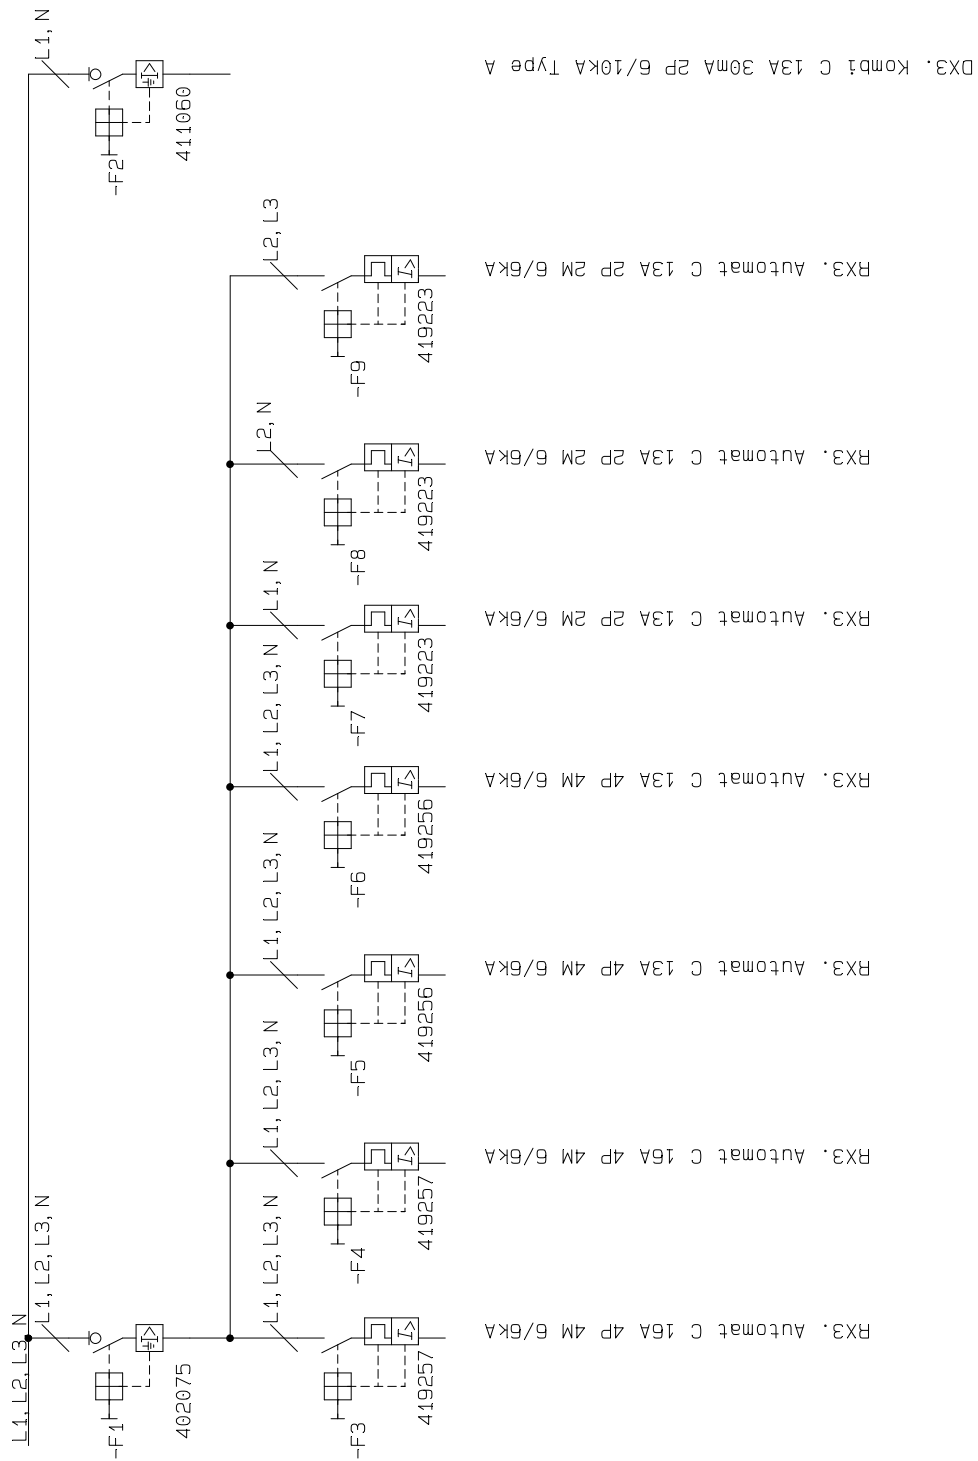 L1, L2, L3, N
L1, L2, L3, N
-F1
402075
L1, N
-F2
411060
DX3. Kombi C 13A 30mA 2P 6/10kA Type A
L1, L2, L3, N
-F3
419257
RX3. Automat C 16A 4P 4M 6/6kA
L1, L2, L3, N
-F4
419257
RX3. Automat C 16A 4P 4M 6/6kA
L1, L2, L3, N
-F5
419256
RX3. Automat C 13A 4P 4M 6/6kA
L1, L2, L3, N
-F6
419256
RX3. Automat C 13A 4P 4M 6/6kA
L1, N
-F7
419223
RX3. Automat C 13A 2P 2M 6/6kA
L2, N
-F8
419223
RX3. Automat C 13A 2P 2M 6/6kA
L2, L3
-F9
419223
RX3. Automat C 13A 2P 2M 6/6kA